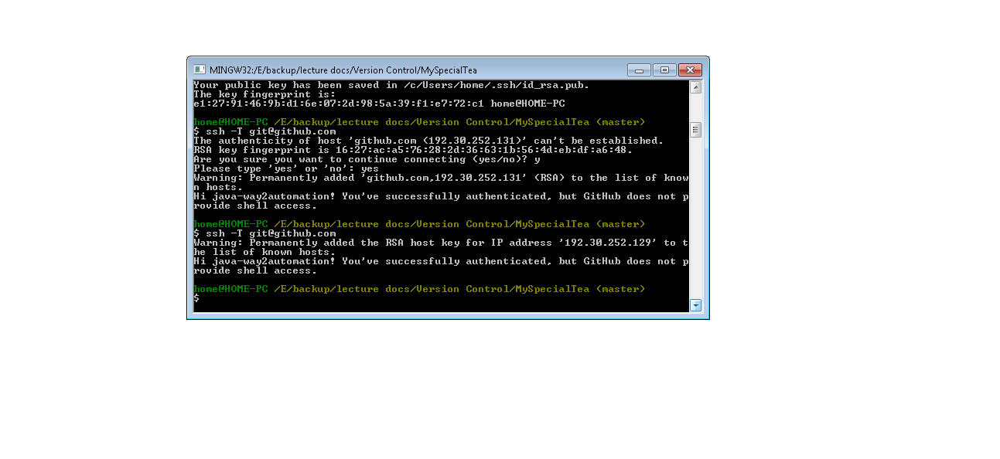 MINGW32:/E/backup/lecture docs/Version Control/MySpecialTea
Your public key has been saved in /c/Users/home/.ssh/id_rsa.pub.
The key fingerprint is:
e1:27:91:46:9b:d1:6e:07:2d:98:5a:39:f1:e7:72:c1 home@HOME-PC
home@HOME-PC /E/backup/lecture docs/Version Control/MySpecialTea (master)
$ ssh -T git@github.com
The authenticity of host 'github.com (192.30.252.131)' can't be established.
RSA key fingerprint is 16:27:ac:a5:76:28:2d:36:63:1b:56:4d:eb:df:a6:48.
Are you sure you want to continue connecting (yes/no)? y
Please type 'yes' or 'no': yes
Warning: Permanently added 'github.com,192.30.252.131' (RSA) to the list of know
n hosts.
Hi java-way2automation! You've successfully authenticated, but GitHub does not p
rovide shell access.
home@HOME-PC /E/backup/lecture docs/Version Control/MySpecialTea (master)
$ ssh -T git@github.com
Warning: Permanently added the RSA host key for IP address '192.30.252.129' to t
he list of known hosts.
Hi java-way2automation! You've successfully authenticated, but GitHub does not p
rovide shell access.
home@HOME-PC /E/backup/lecture docs/Version Control/MySpecialTea (master)
$